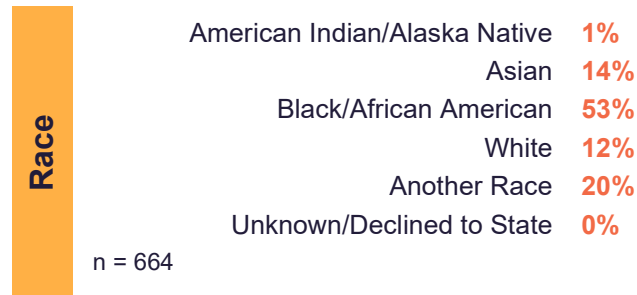 Race
American Indian/Alaska Native 1%
Asian 14%
Black/African American 53%
White 12%
Another Race 20%
Unknown/Declined to State 0%
n = 664